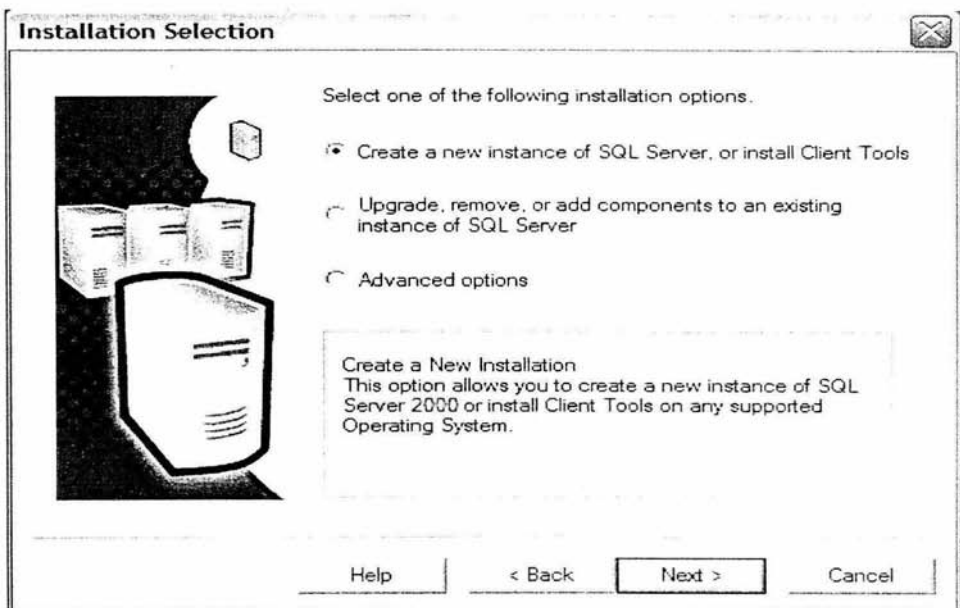 Installation Selection
Select one of the following installation options.
Create a new instance of SQL Server, or install Client Tools
Upgrade, remove, or add components to an existing
instance of SQL Server
Advanced options
Create a New Installation
This option allows you to create a new instance of SQL
Server 2000 or install Client Tools on any supported
Operating System.
Help
< Back
Next >
Cancel